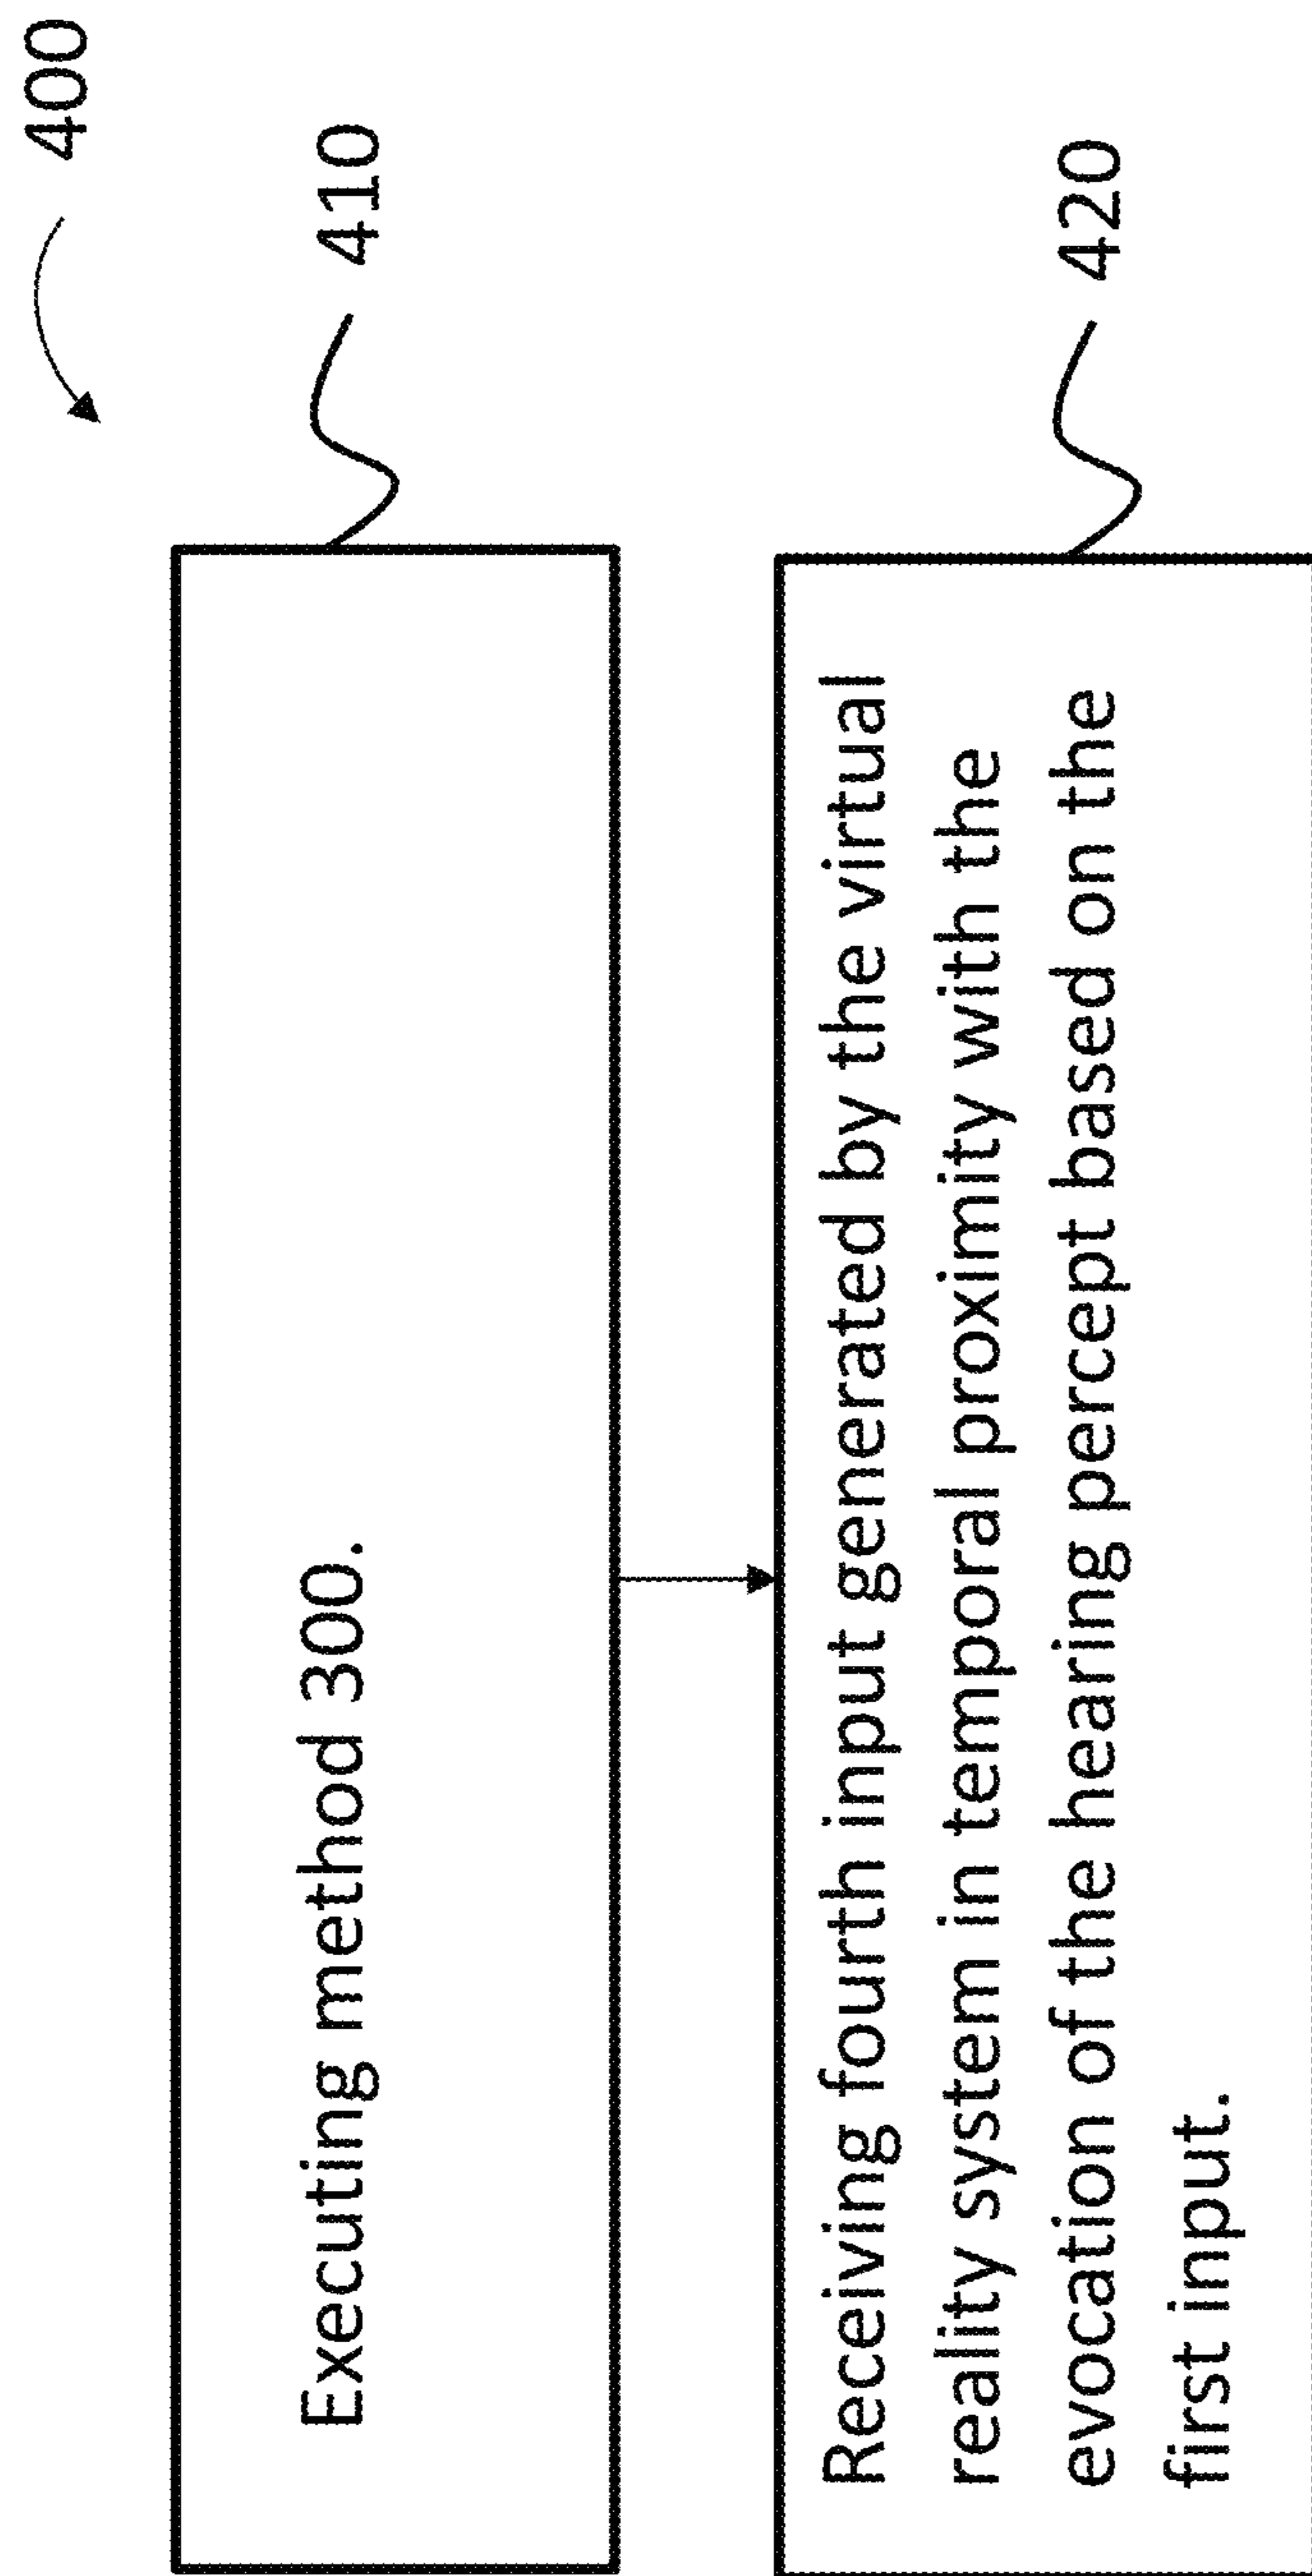 400
410
Executing method 300.
420
Receiving fourth input generated by the virtual
reality system in temporal proximity with the
evocation of the hearing percept based on the
first input.